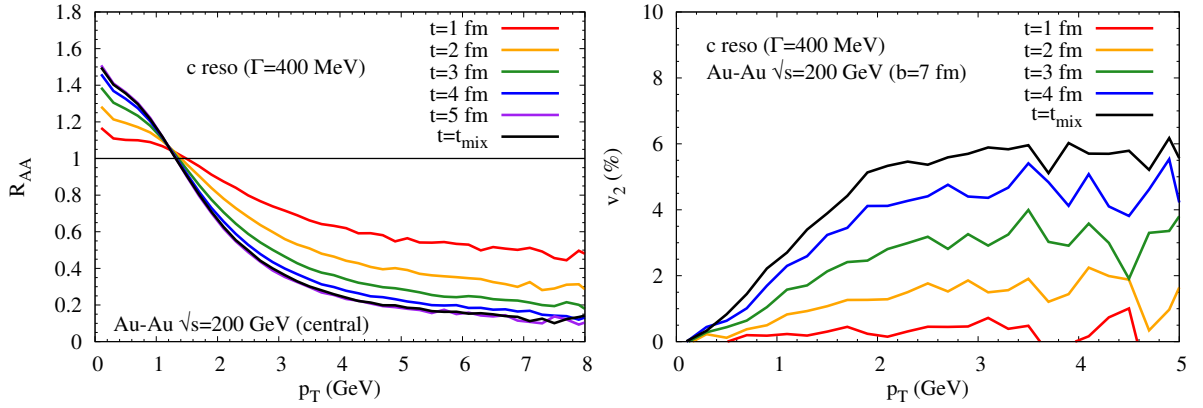 1.8
1.6
1.4
1.2
1
0.8
0.6
0.4
0.2
0
R_AA
c reso (Γ=400 MeV)
t=1 fm
t=2 fm
t=3 fm
t=4 fm
t=5 fm
t=t_mix
Au-Au √s=200 GeV (central)
0 1 2 3 4 5 6 7 8
p_T (GeV)
10
8
6
4
2
0
v_2 (%)
c reso (Γ=400 MeV)
Au-Au √s=200 GeV (b=7 fm)
t=1 fm
t=2 fm
t=3 fm
t=4 fm
t=t_mix
0 1 2 3 4 5
p_T (GeV)